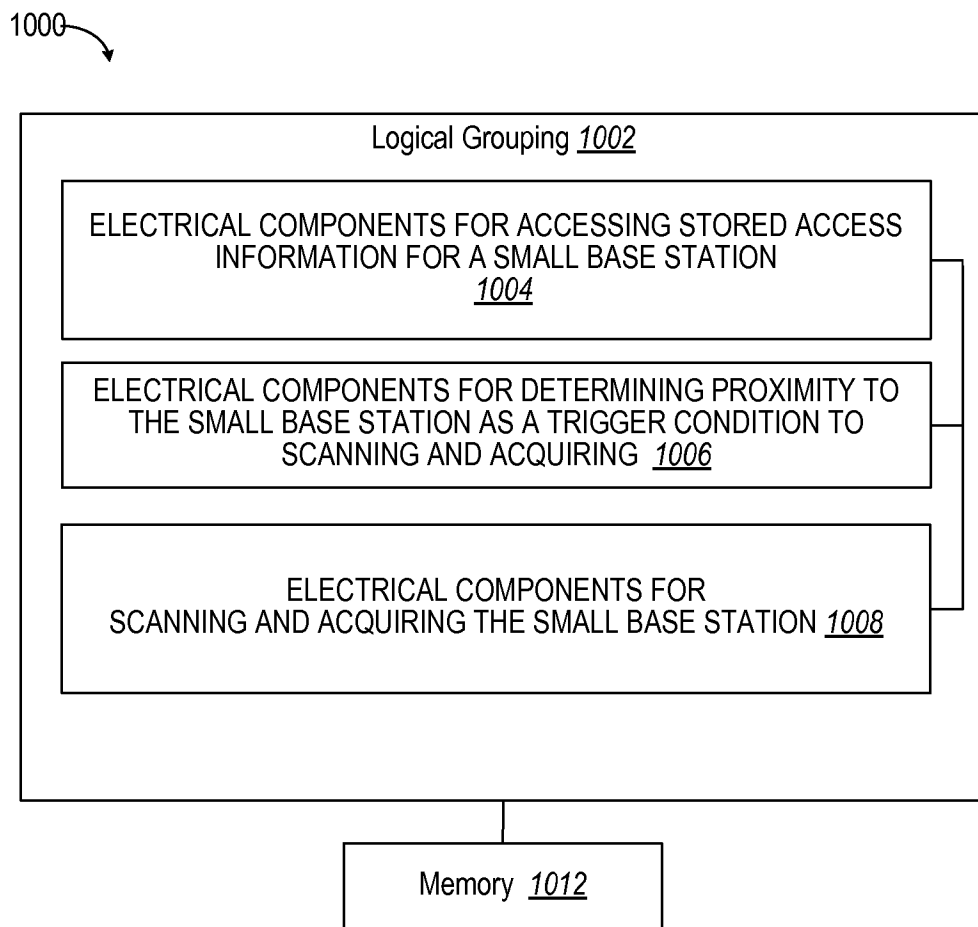 1000
Logical Grouping 1002
ELECTRICAL COMPONENTS FOR ACCESSING STORED ACCESS
INFORMATION FOR A SMALL BASE STATION
1004
ELECTRICAL COMPONENTS FOR DETERMINING PROXIMITY TO
THE SMALL BASE STATION AS A TRIGGER CONDITION TO
SCANNING AND ACQUIRING 1006
ELECTRICAL COMPONENTS FOR
SCANNING AND ACQUIRING THE SMALL BASE STATION 1008
Memory 1012